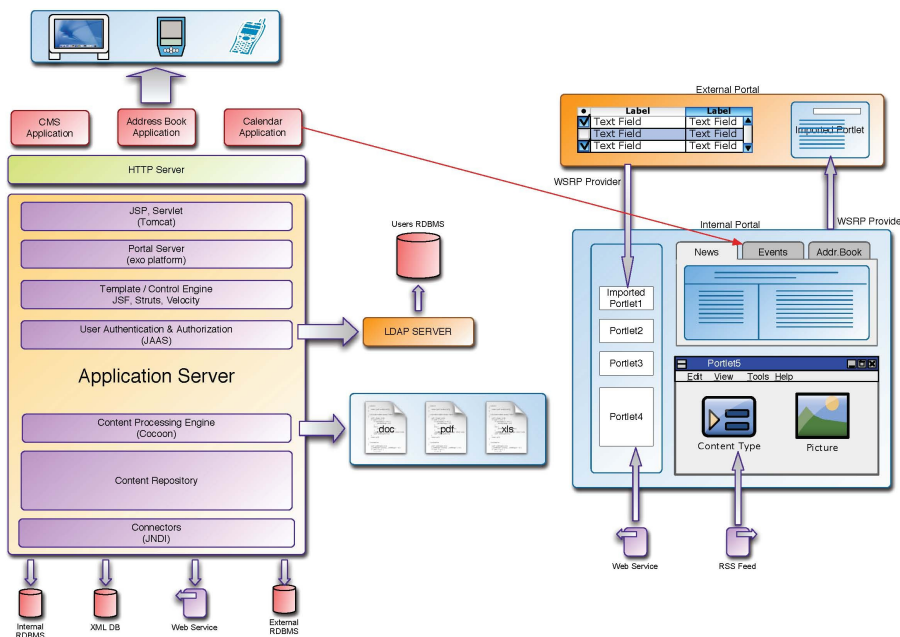 CMS
Application
Address Book
Application
Calendar
Application
HTTP Server
JSP, Servlet
(Tomcat)
Portal Server
(exo platform)
Template / Control Engine
JSF, Struts, Velocity
User Authentication & Authorization
(JAAS)
Application Server
Content Processing Engine
(Cocoon)
Content Repository
Connectors
(JNDI)
Internal
RDBMS
XML DB
Web Service
External
RDBMS
Users RDBMS
LDAP SERVER
.doc
.pdf
.xls
External Portal
Label Label
Text Field Text Field
Text Field Text Field
Text Field Text Field
Imported Portlet
WSRP Provider
WSRP Provide
Internal Portal
Imported
Portlet1
Portlet2
Portlet3
Portlet4
News
Events
Addr.Book
Portlet5
Edit View Tools Help
Content Type
Picture
Web Service
RSS Feed